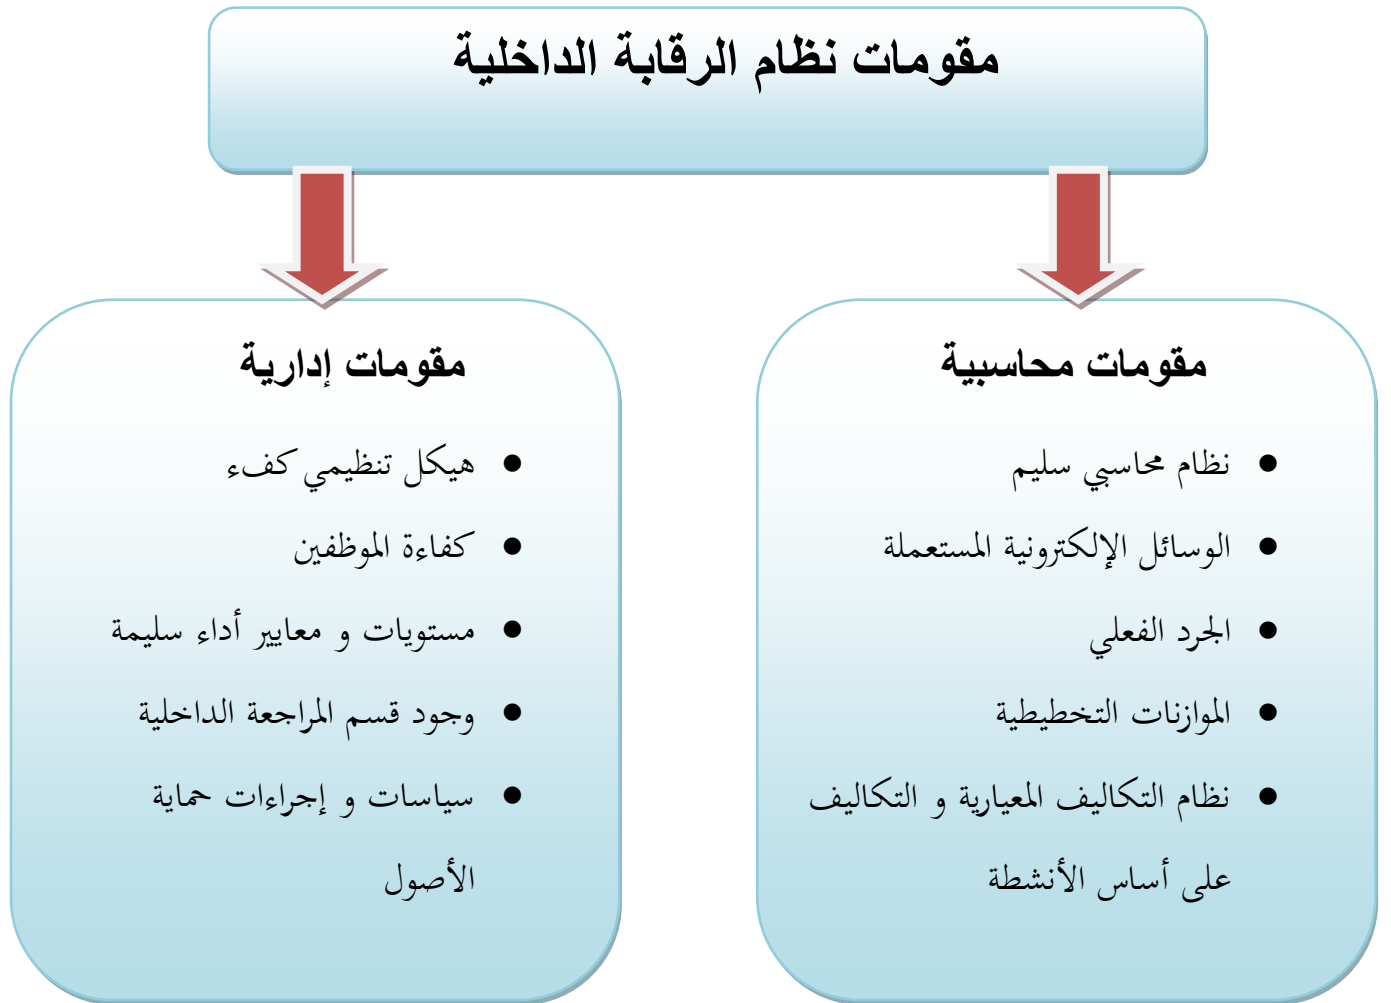 مقومات نظام الرقابة الداخلية
مقومات محاسبية
• نظام محاسبي سليم
• الوسائل الإلكترونية المستعملة
• الجرد الفعلي
• الموازنات التخطيطية
• نظام التكاليف المعيارية و التكاليف
على أساس الأنشطة
مقومات إدارية
• هيكل تنظيمي كفء
• كفاءة الموظفين
• مستويات و معايير أداء سليمة
• وجود قسم المراجعة الداخلية
• سياسات و إجراءات حماية
الأصول